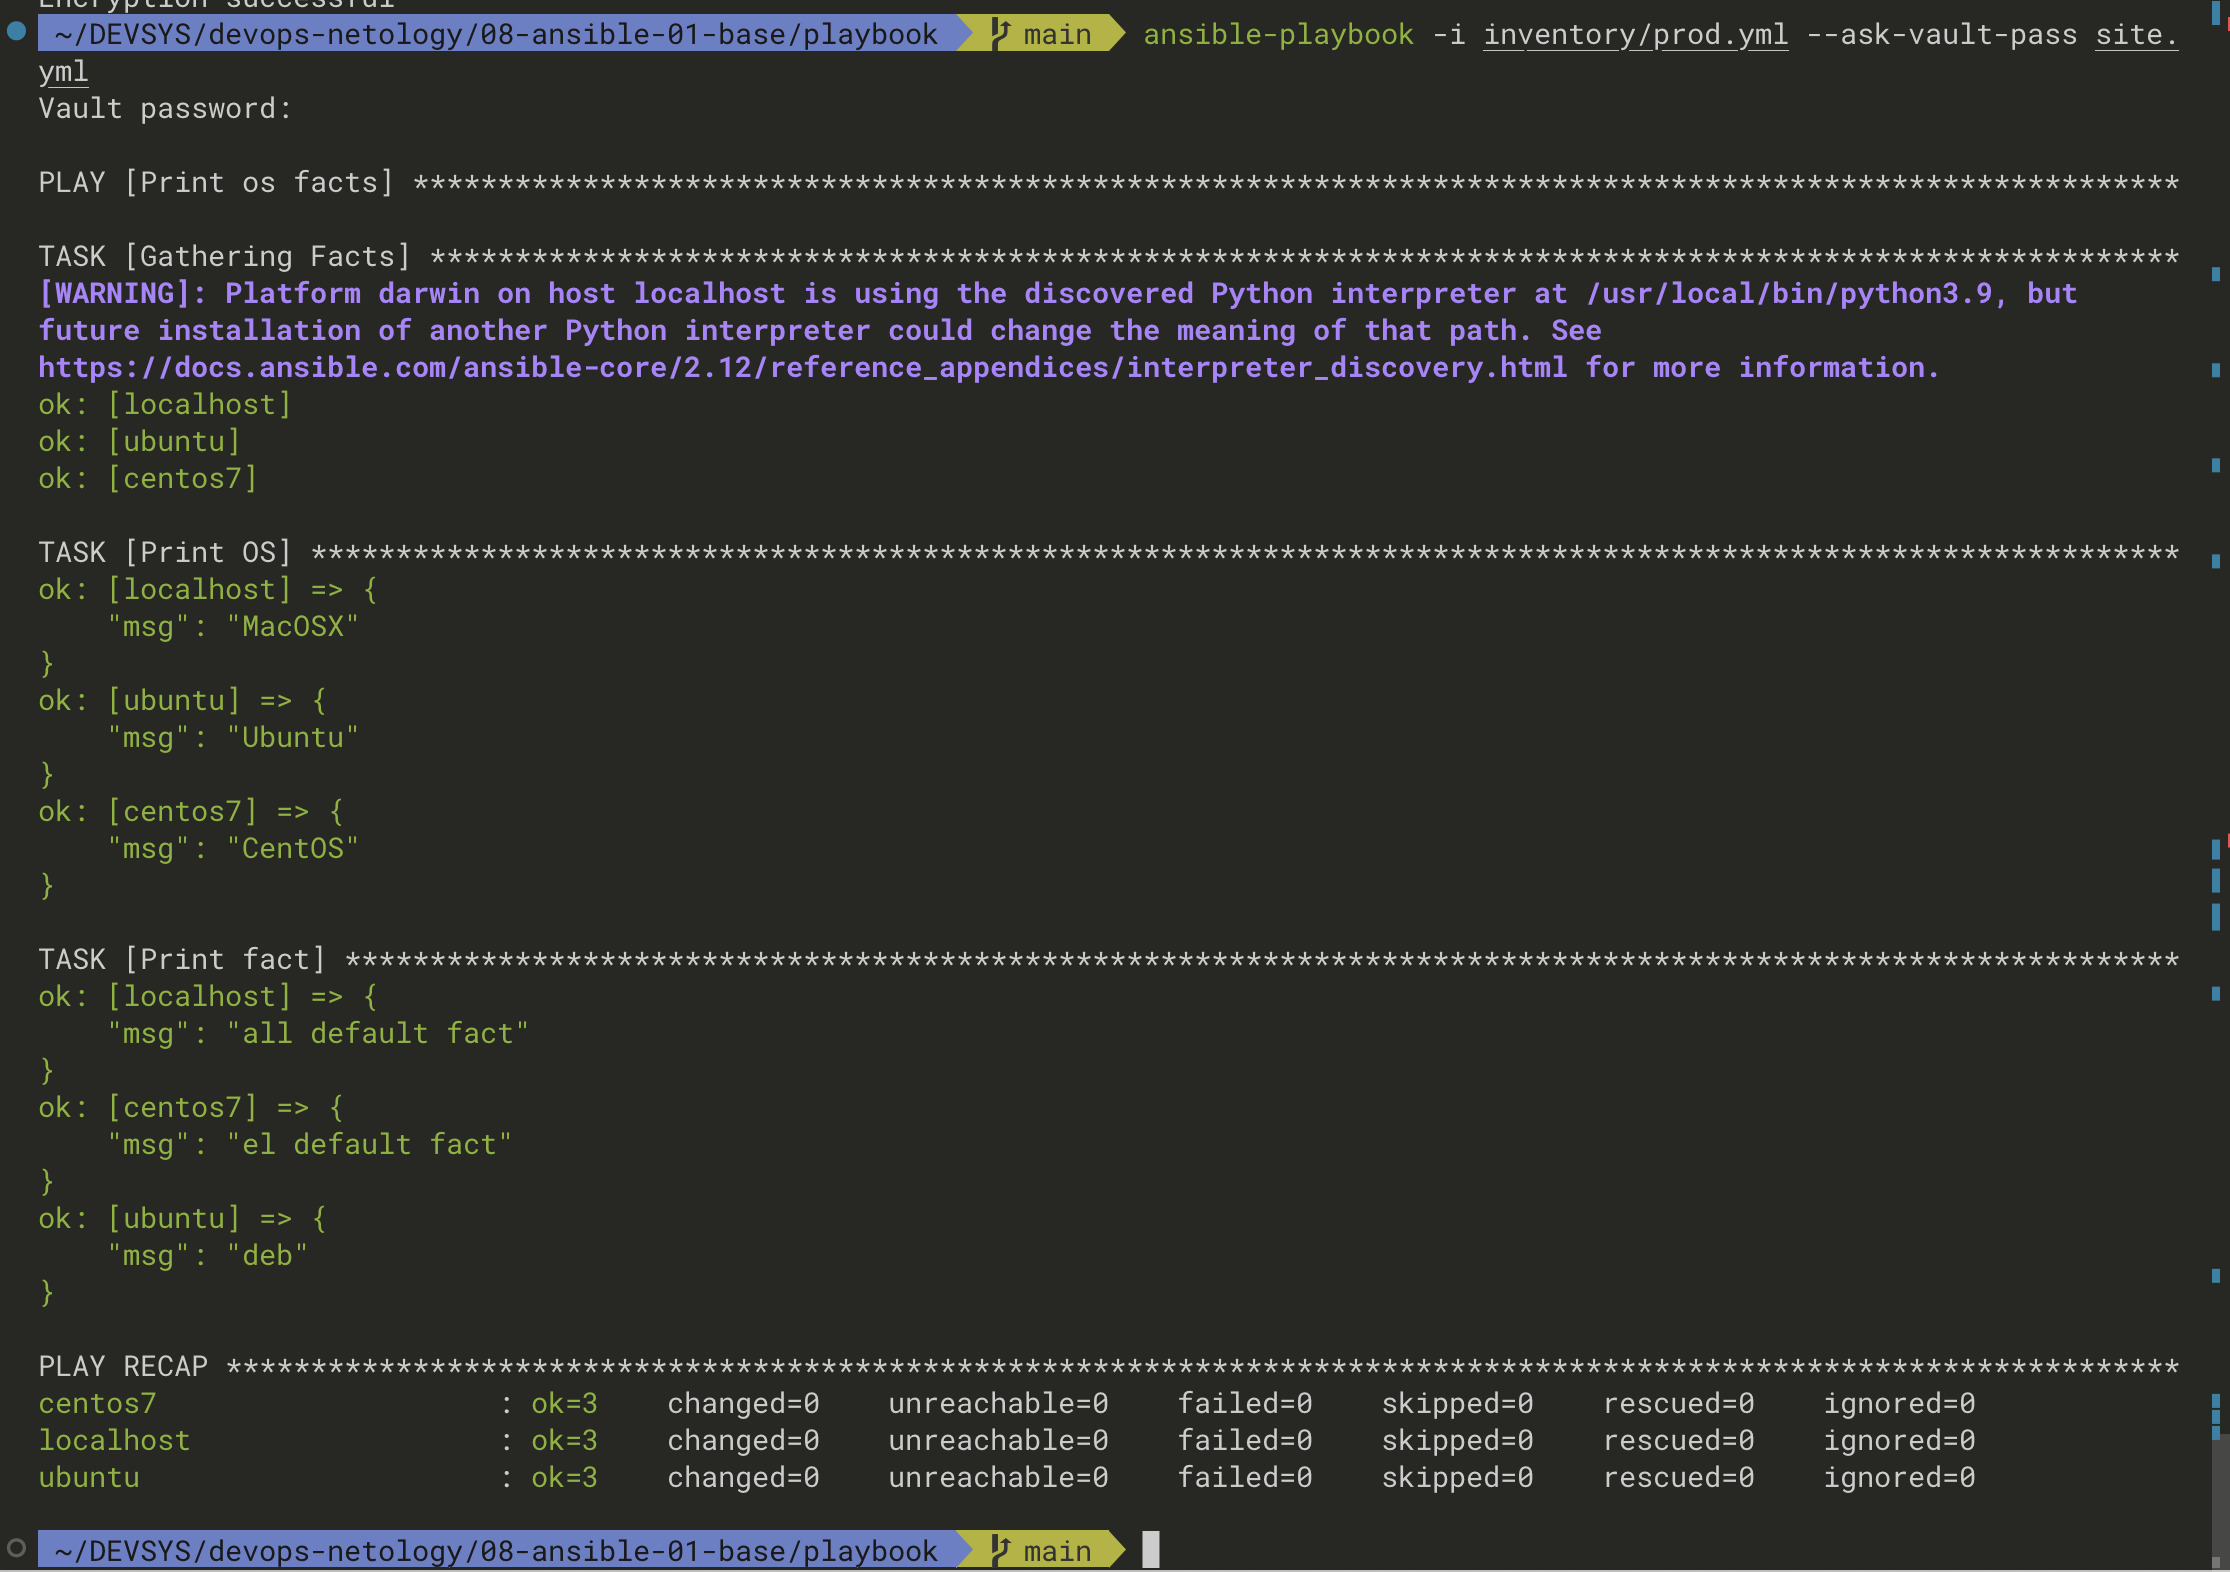 Encryption successful
~/DEVSYS/devops-netology/08-ansible-01-base/playbook main ansible-playbook -i inventory/prod.yml --ask-vault-pass site.
yml
Vault password:
PLAY [Print os facts] ********************************************************************************************************
TASK [Gathering Facts] *******************************************************************************************************
[WARNING]: Platform darwin on host localhost is using the discovered Python interpreter at /usr/local/bin/python3.9, but
future installation of another Python interpreter could change the meaning of that path. See
https://docs.ansible.com/ansible-core/2.12/reference_appendices/interpreter_discovery.html for more information.
ok: [localhost]
ok: [ubuntu]
ok: [centos7]
TASK [Print OS] **************************************************************************************************************
ok: [localhost] => {
    "msg": "MacOSX"
}
ok: [ubuntu] => {
    "msg": "Ubuntu"
}
ok: [centos7] => {
    "msg": "CentOS"
}
TASK [Print fact] ************************************************************************************************************
ok: [localhost] => {
    "msg": "all default fact"
}
ok: [centos7] => {
    "msg": "el default fact"
}
ok: [ubuntu] => {
    "msg": "deb"
}
PLAY RECAP *******************************************************************************************************************
centos7                    : ok=3    changed=0    unreachable=0    failed=0    skipped=0    rescued=0    ignored=0
localhost                  : ok=3    changed=0    unreachable=0    failed=0    skipped=0    rescued=0    ignored=0
ubuntu                     : ok=3    changed=0    unreachable=0    failed=0    skipped=0    rescued=0    ignored=0
~/DEVSYS/devops-netology/08-ansible-01-base/playbook main